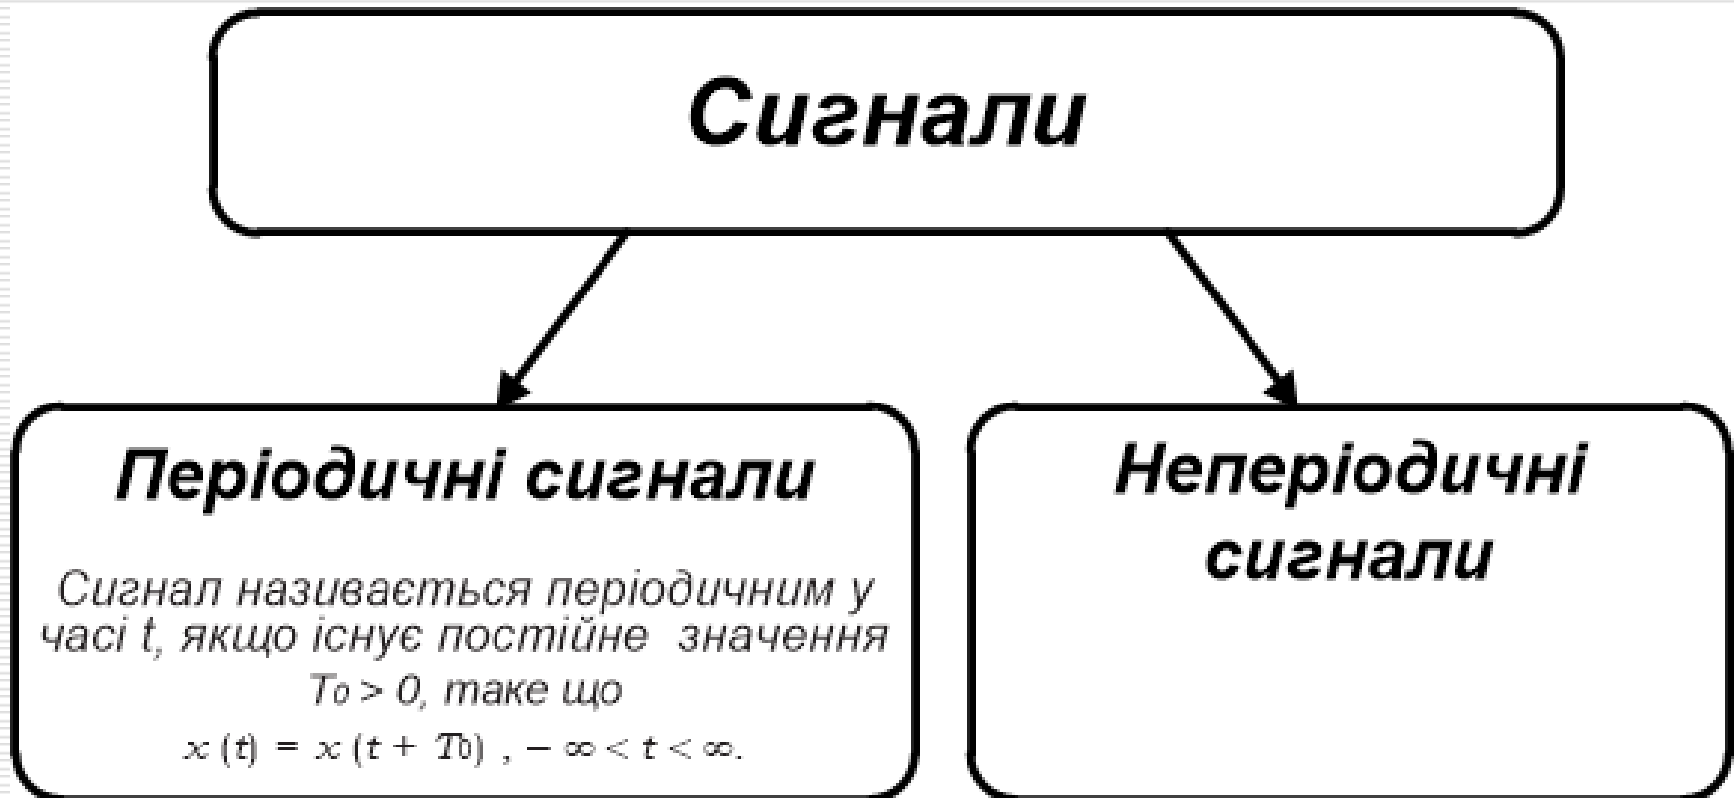 Сигнали
Періодичні сигнали
Сигнал називається періодичним у
часі t, якщо існує постійне значення
T₀ > 0, таке що
x (t) = x (t + T₀) , − ∞ < t < ∞.
Неперіодичні
сигнали